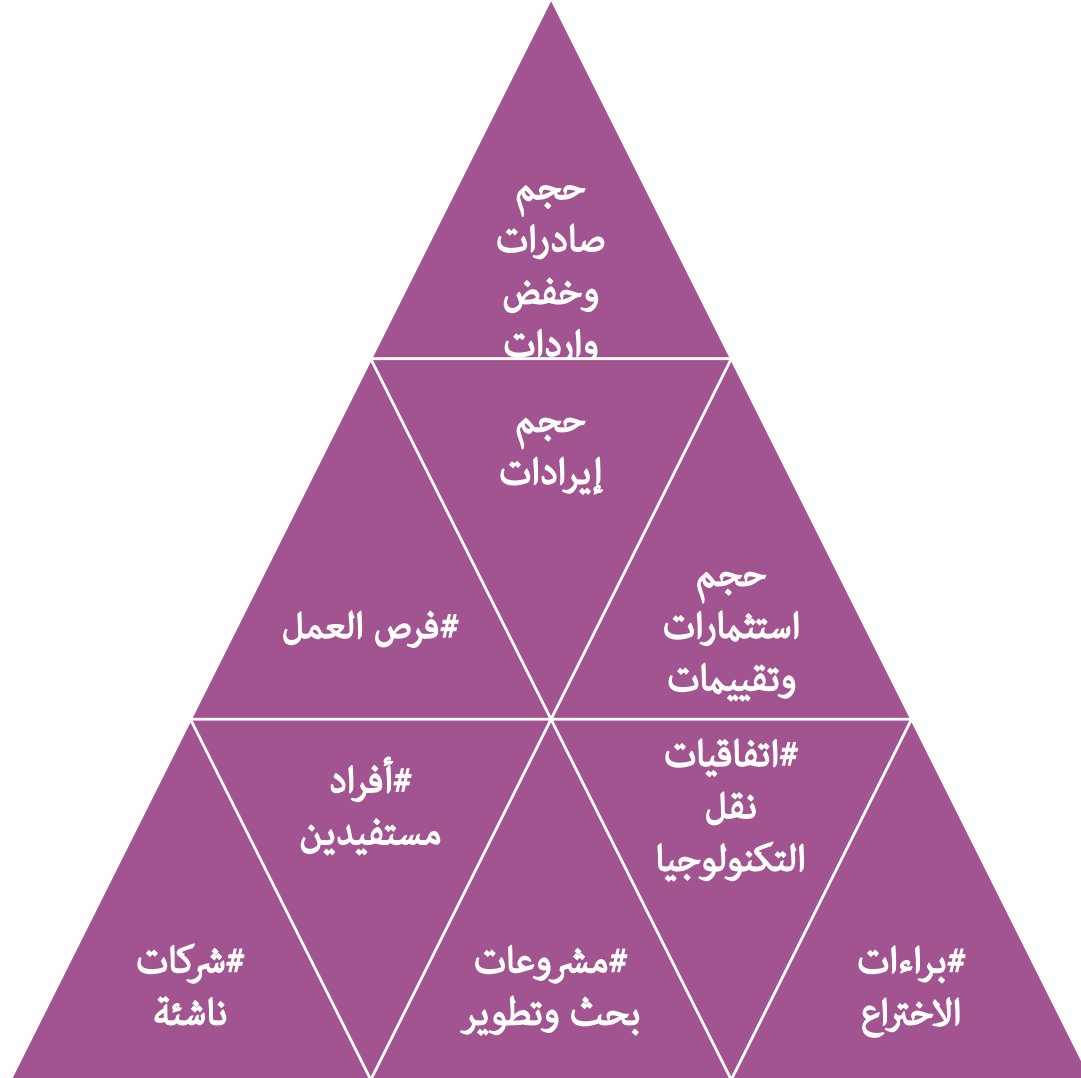 حجم
صادرات
وخفض
واردات
حجم
إيرادات
حجم
استثمارات
وتقييمات
#فرص العمل
#اتفاقيات
نقل
التكنولوجيا
#أفراد
مستفيدين
#براءات
الاختراع
#مشروعات
بحث وتطوير
#شركات
ناشئة